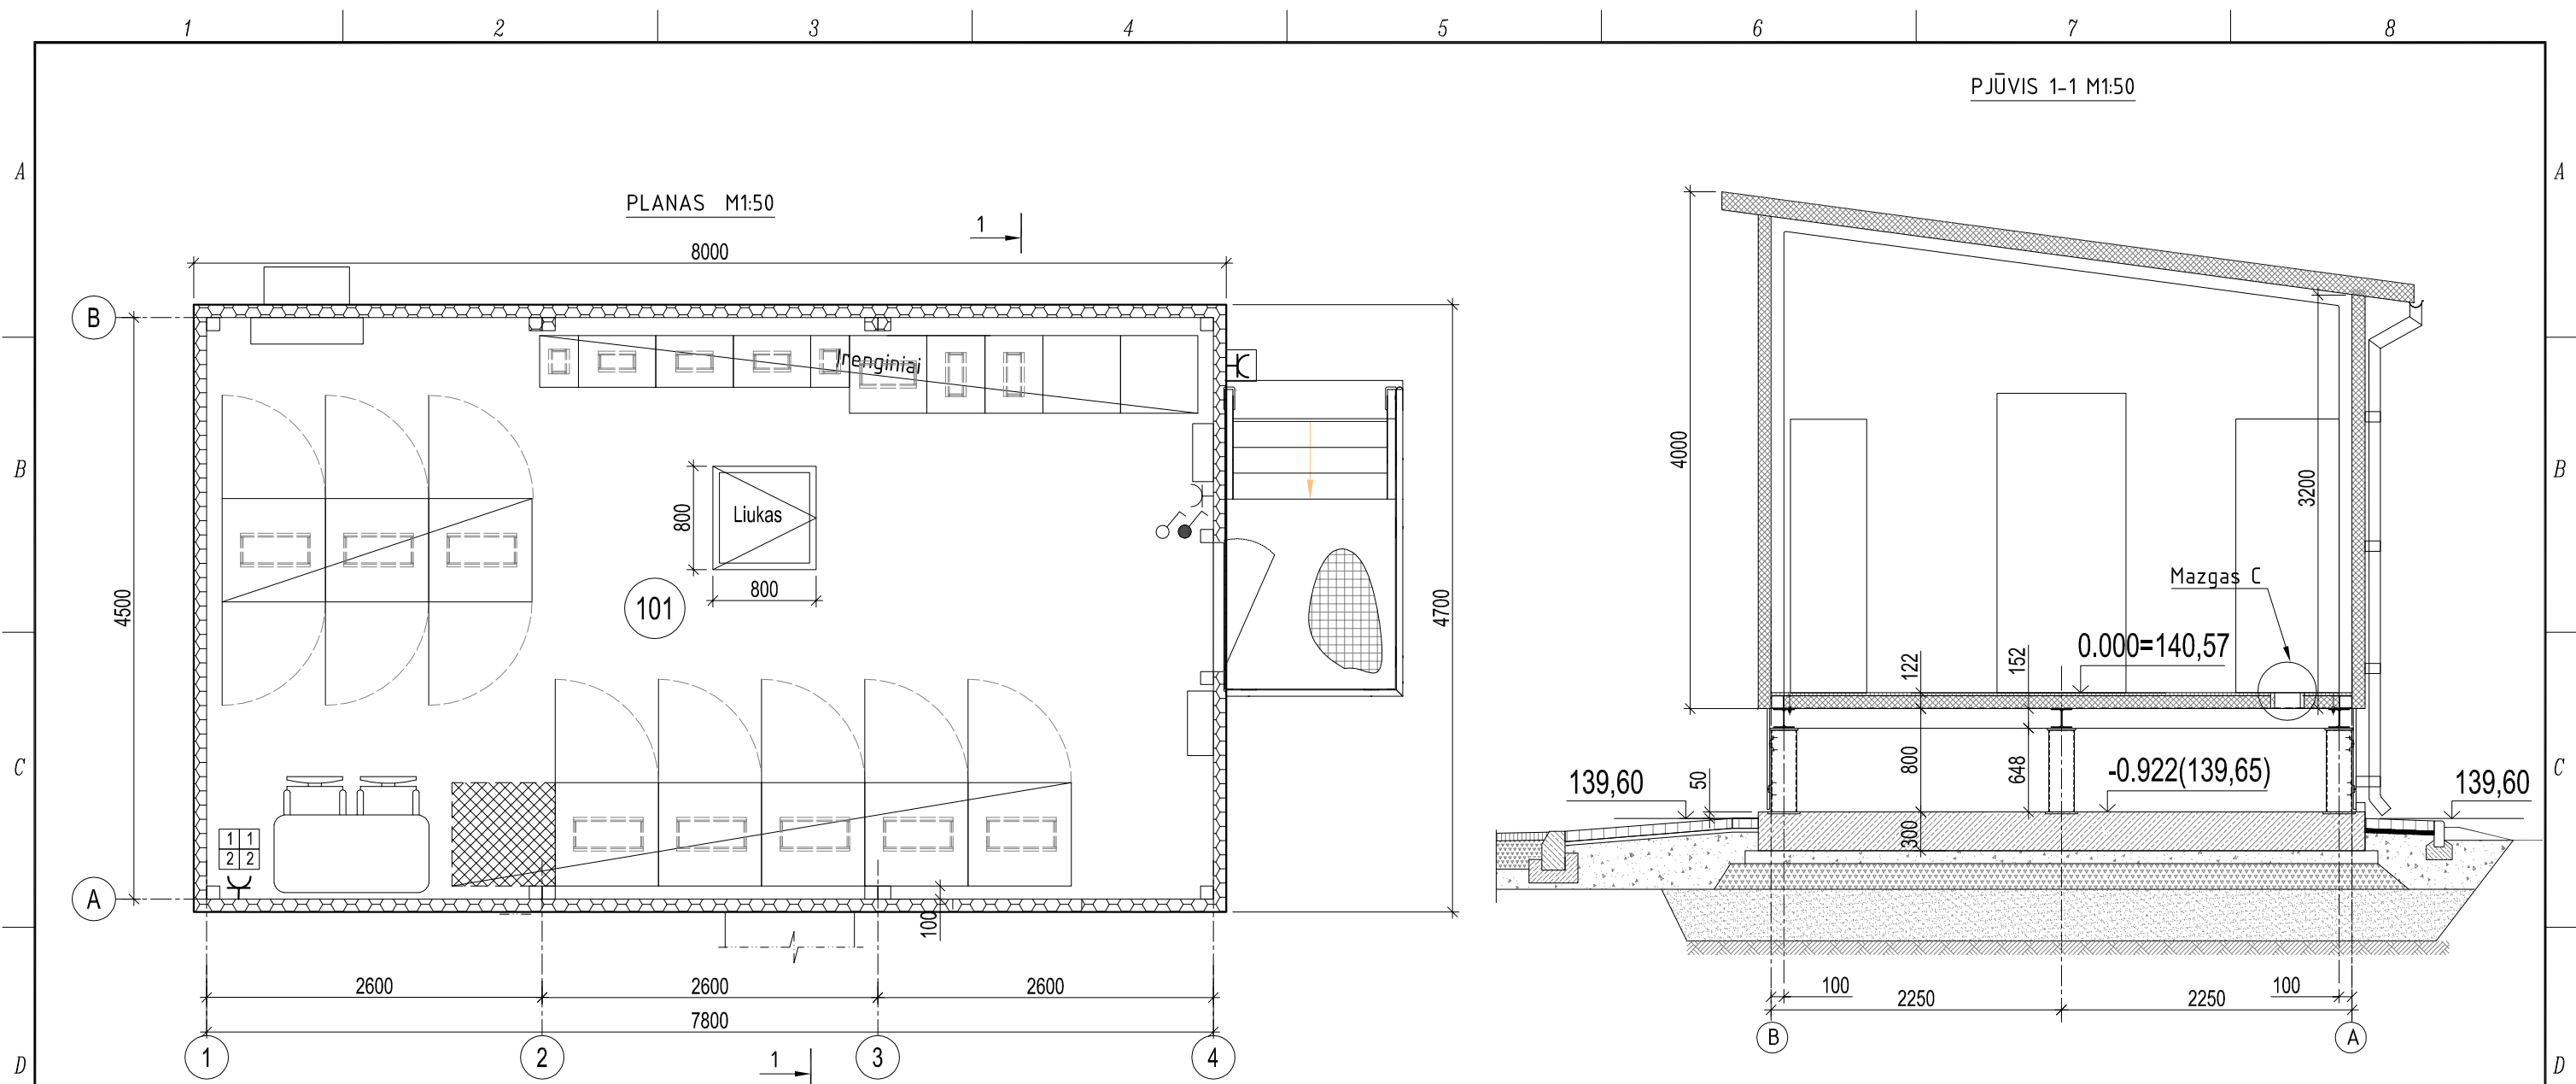 1 2 3 4 5 6 7 8
PJŪVIS 1-1 M1:50
A A
PLANAS M1:50
1
8000
B
Įrenginiai
B B
4000
3200
800
Liukas
800
101
4500
4700
Mazgas C
0.000=140,57
122
152
C C
800
648
-0.922(139,65)
50
139,60
139,60
300
1 1
2 2
A
100
2600 2600 2600
7800
100 100
2250 2250
1 2 3 4
B A
1
D D